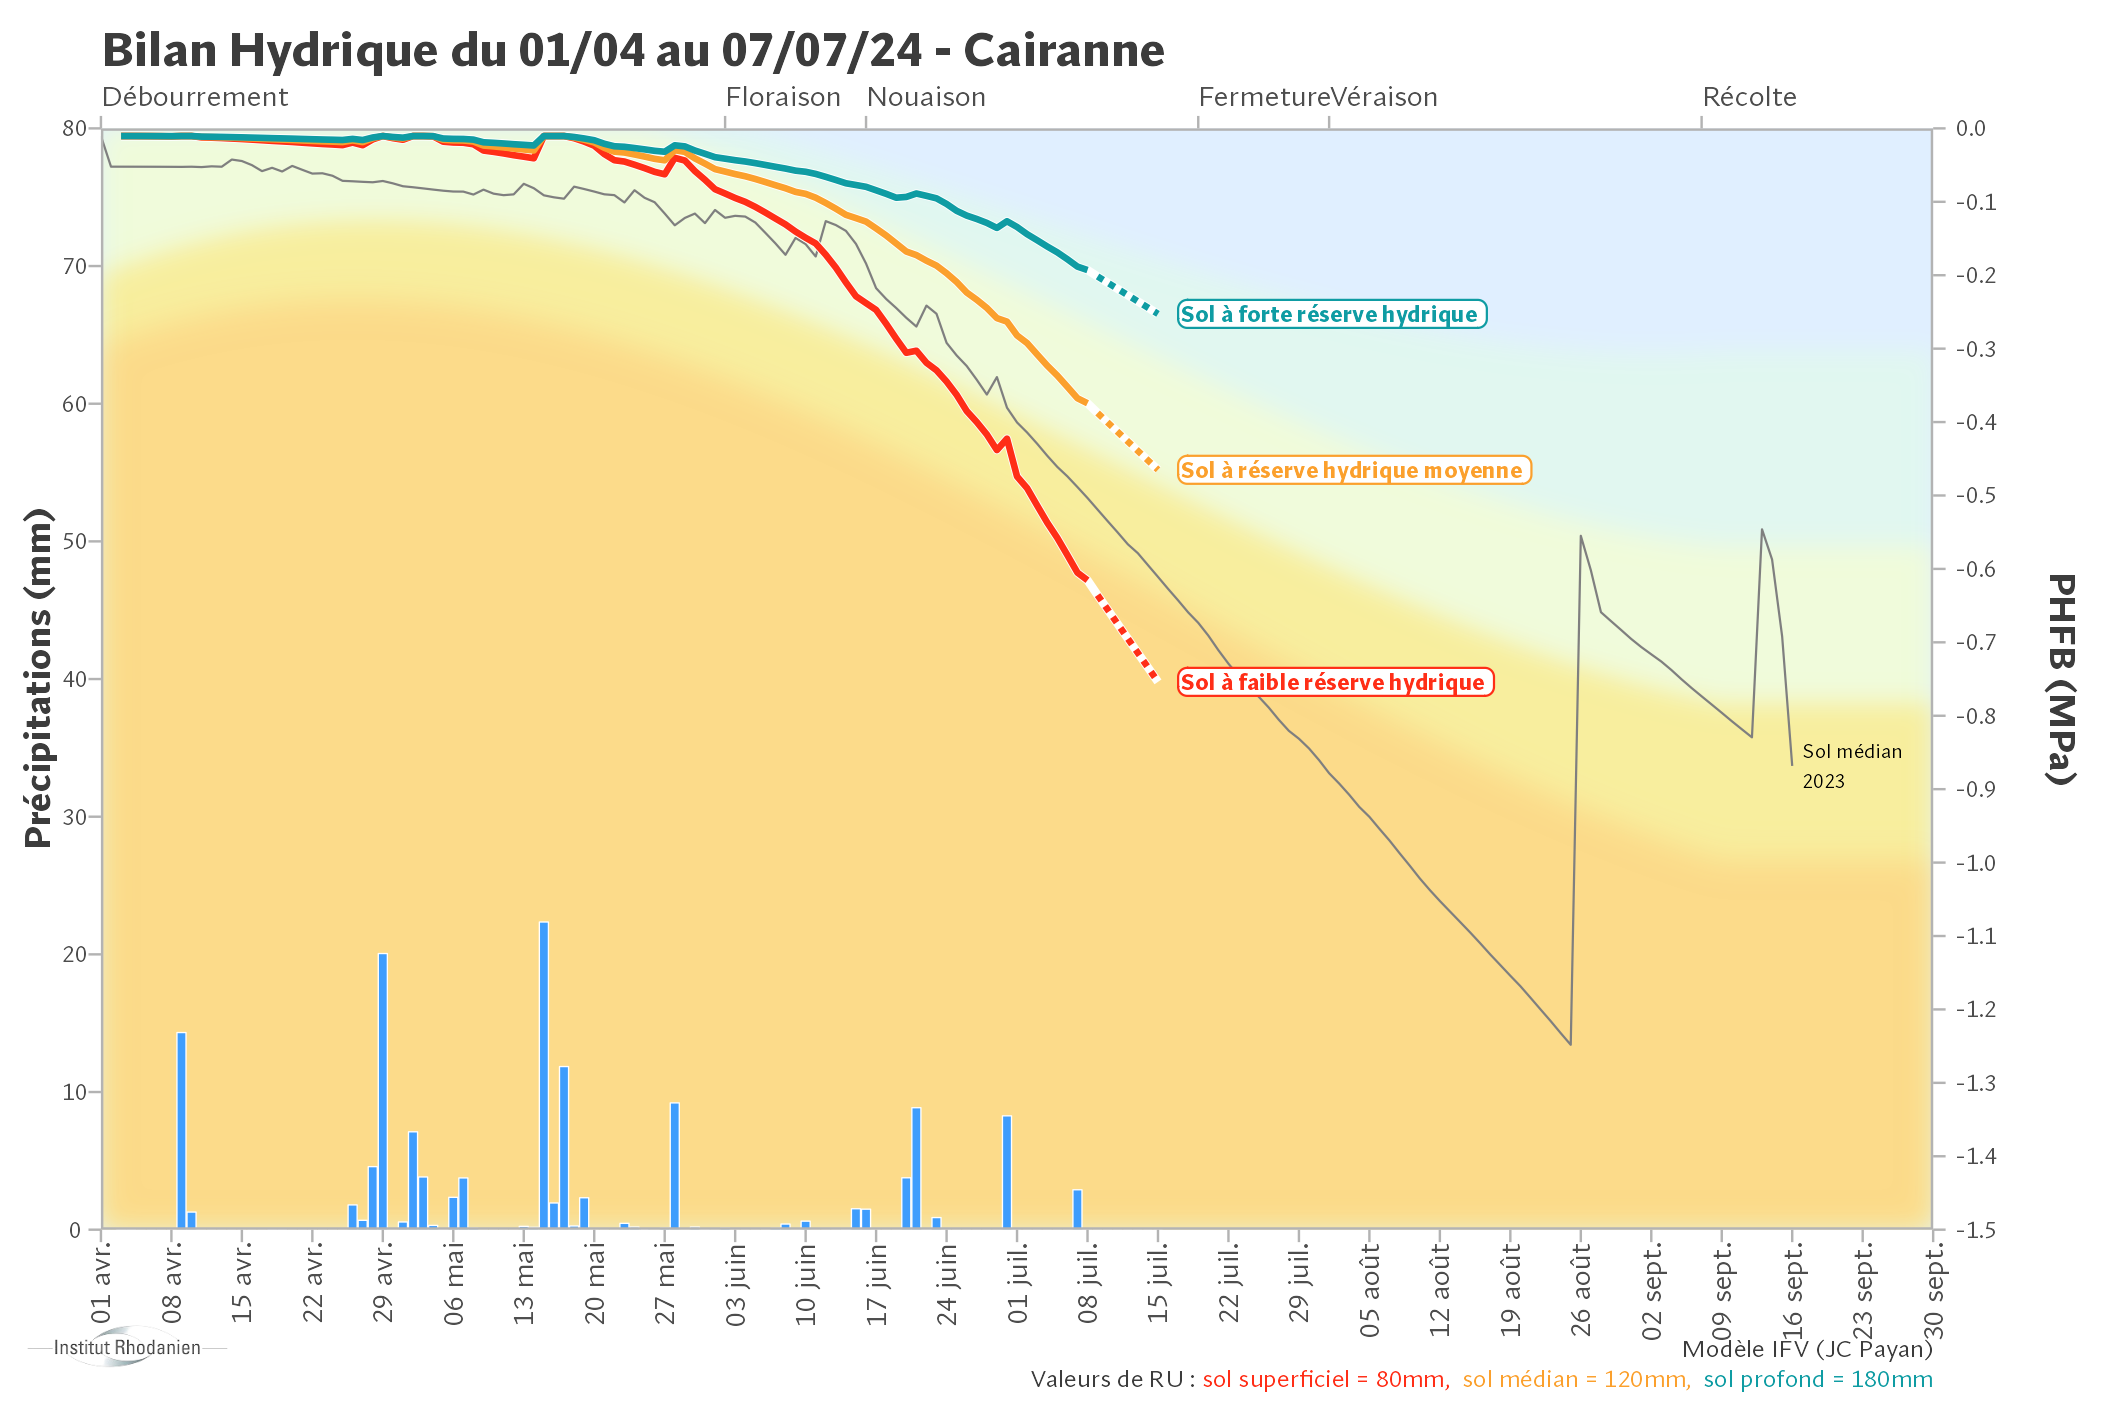 Bilan Hydrique du 01/04 au 07/07/24 - Cairanne
Débourrement Floraison Nouaison Fermeture Véraison Récolte
80
70
60
50
40
30
20
10
0
Précipitations (mm)
0.0
-0.1
-0.2
-0.3
-0.4
-0.5
-0.6
-0.7
-0.8
-0.9
-1.0
-1.1
-1.2
-1.3
-1.4
-1.5
PHFB (MPa)
Sol à forte réserve hydrique
Sol à réserve hydrique moyenne
Sol à faible réserve hydrique
Sol médian
2023
01 avr.
08 avr.
15 avr.
22 avr.
29 avr.
06 mai
13 mai
20 mai
27 mai
03 juin
10 juin
17 juin
24 juin
01 juil.
08 juil.
15 juil.
22 juil.
29 juil.
05 août
12 août
19 août
26 août
02 sept.
09 sept.
16 sept.
23 sept.
30 sept.
Institut Rhodanien
Modèle IFV (JC Payan)
Valeurs de RU : sol superficiel = 80mm, sol médian = 120mm, sol profond = 180mm